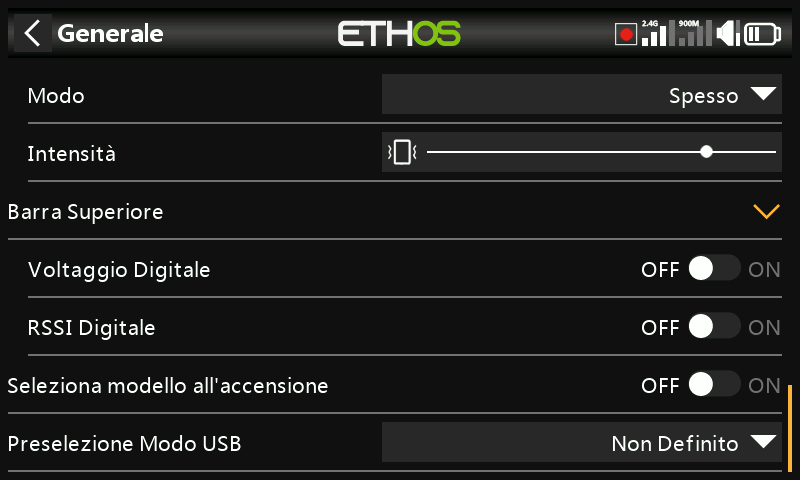 Generale
ETHOS
2.4G
900M
Modo
Spesso
Intensità
Barra Superiore
Voltaggio Digitale
OFF ON
RSSI Digitale
OFF ON
Seleziona modello all'accensione
OFF ON
Preselezione Modo USB
Non Definito